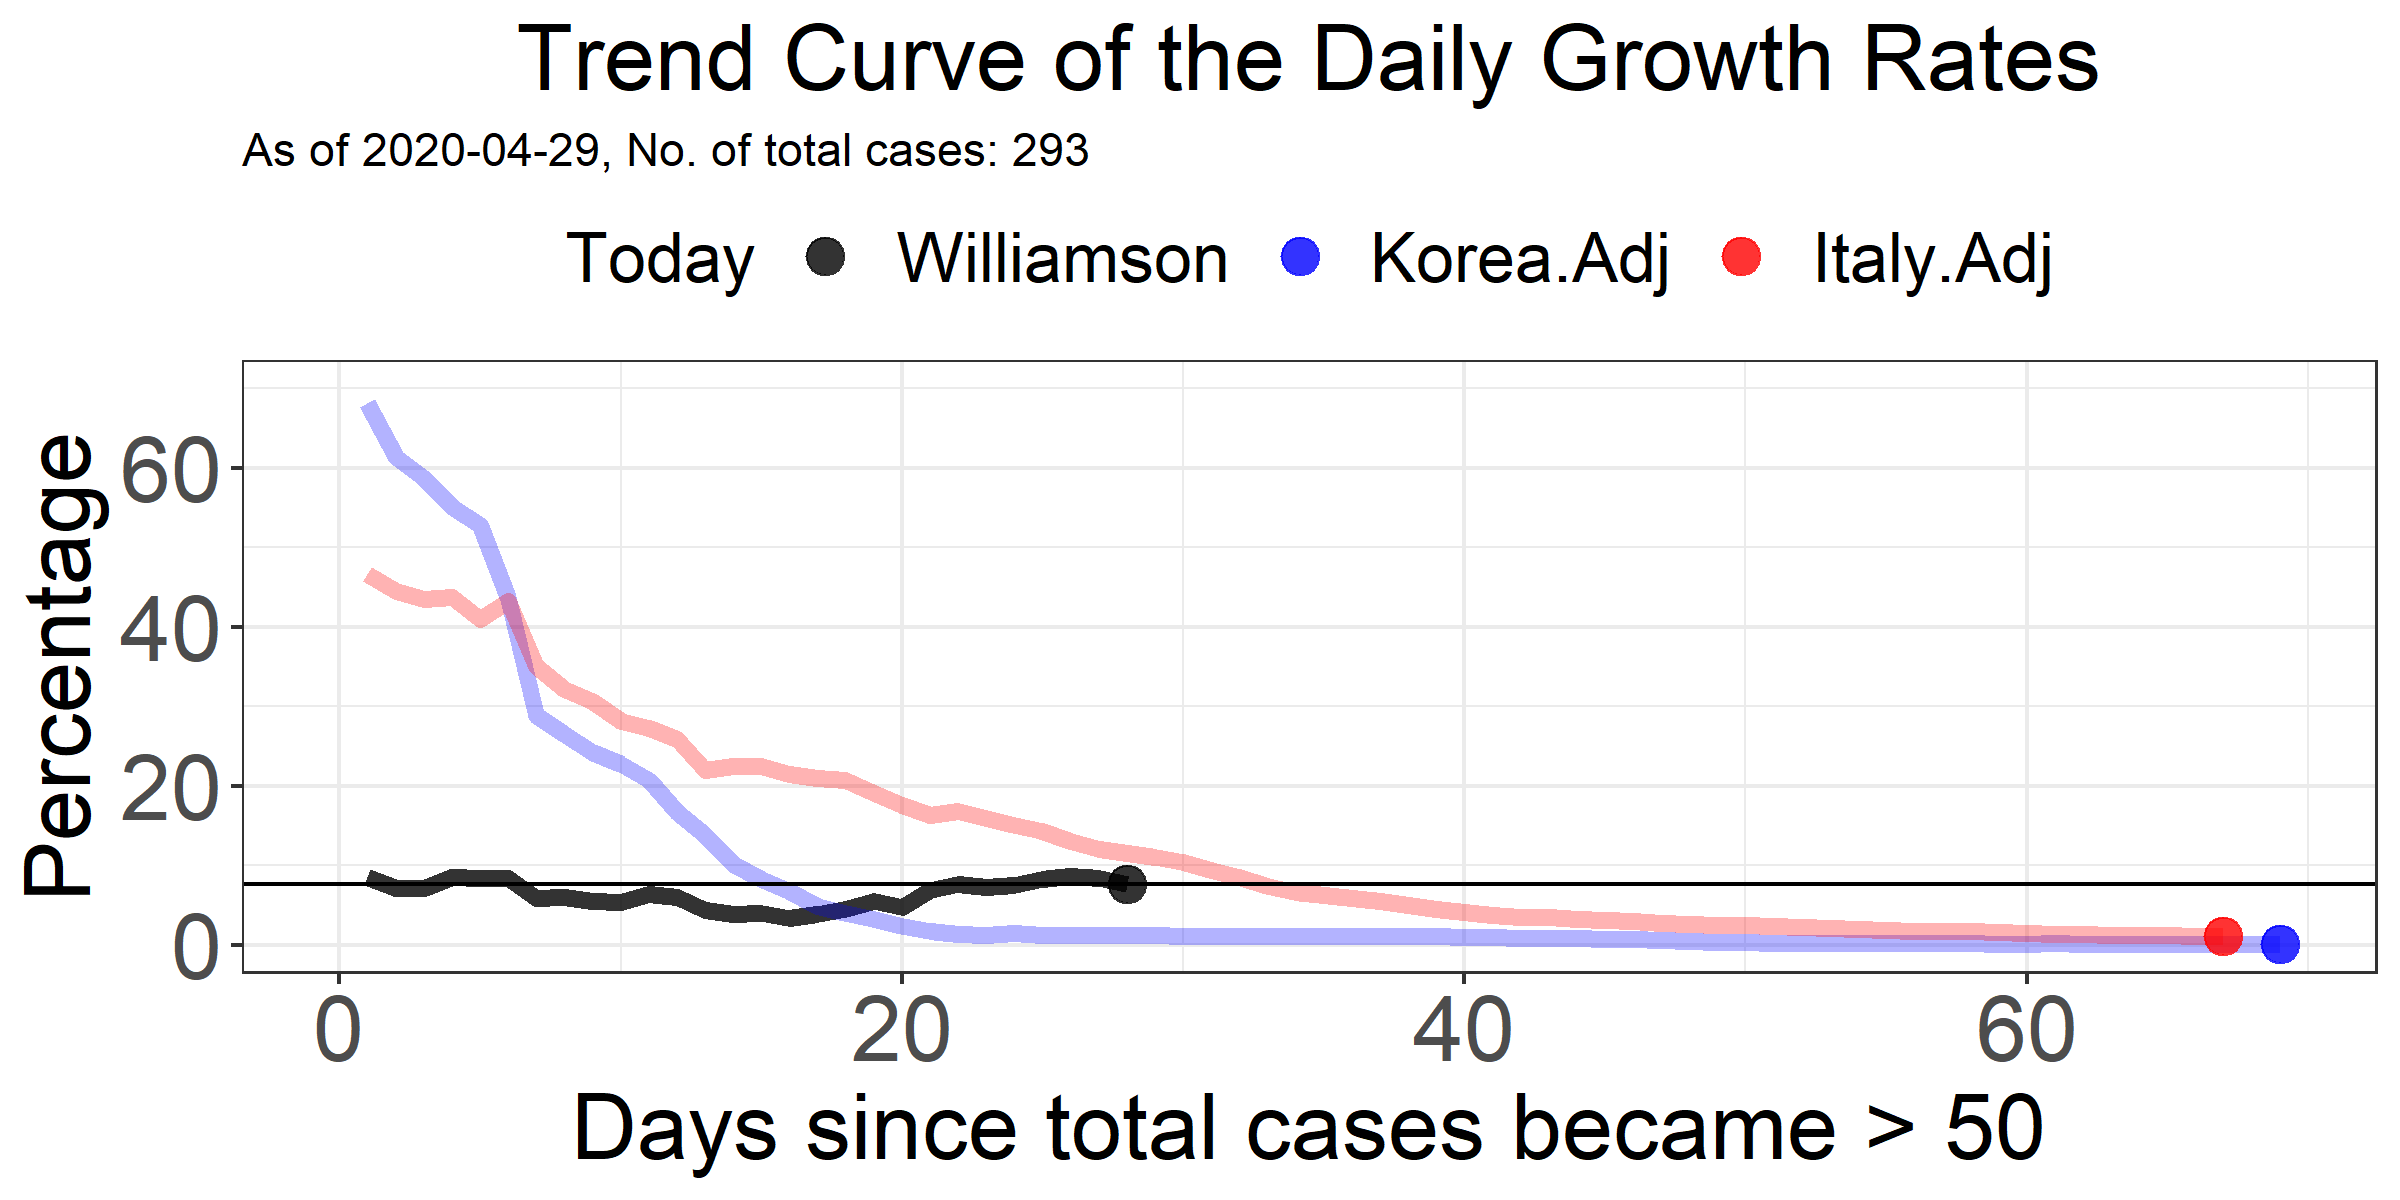 Trend Curve of the Daily Growth Rates
As of 2020-04-29, No. of total cases: 293
Today Williamson Korea.Adj Italy.Adj
Percentage
60
40
20
0
0 20 40 60
Days since total cases became > 50